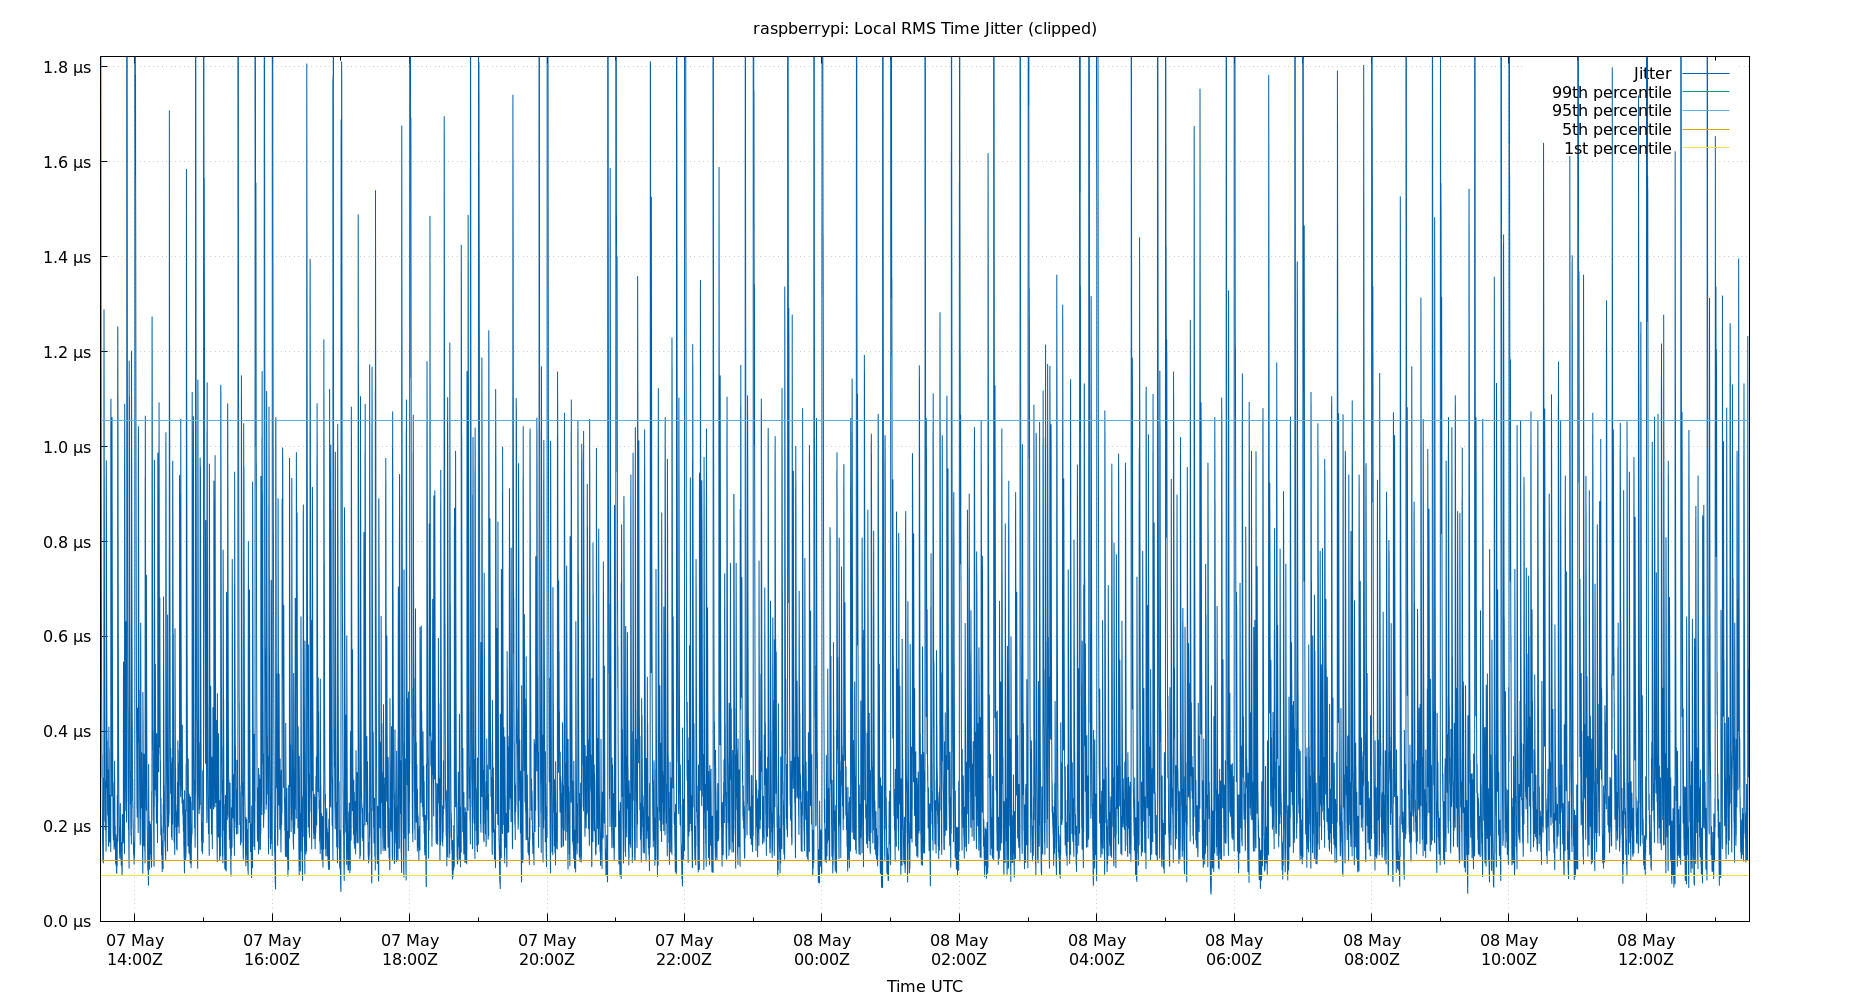 raspberrypi: Local RMS Time Jitter (clipped)
1.8 μs
1.6 μs
1.4 μs
1.2 μs
1.0 μs
0.8 μs
0.6 μs
0.4 μs
0.2 μs
0.0 μs
Jitter
99th percentile
95th percentile
5th percentile
1st percentile
07 May 07 May 07 May 07 May 07 May 08 May 08 May 08 May 08 May 08 May 08 May 08 May
14:00Z 16:00Z 18:00Z 20:00Z 22:00Z 00:00Z 02:00Z 04:00Z 06:00Z 08:00Z 10:00Z 12:00Z
Time UTC